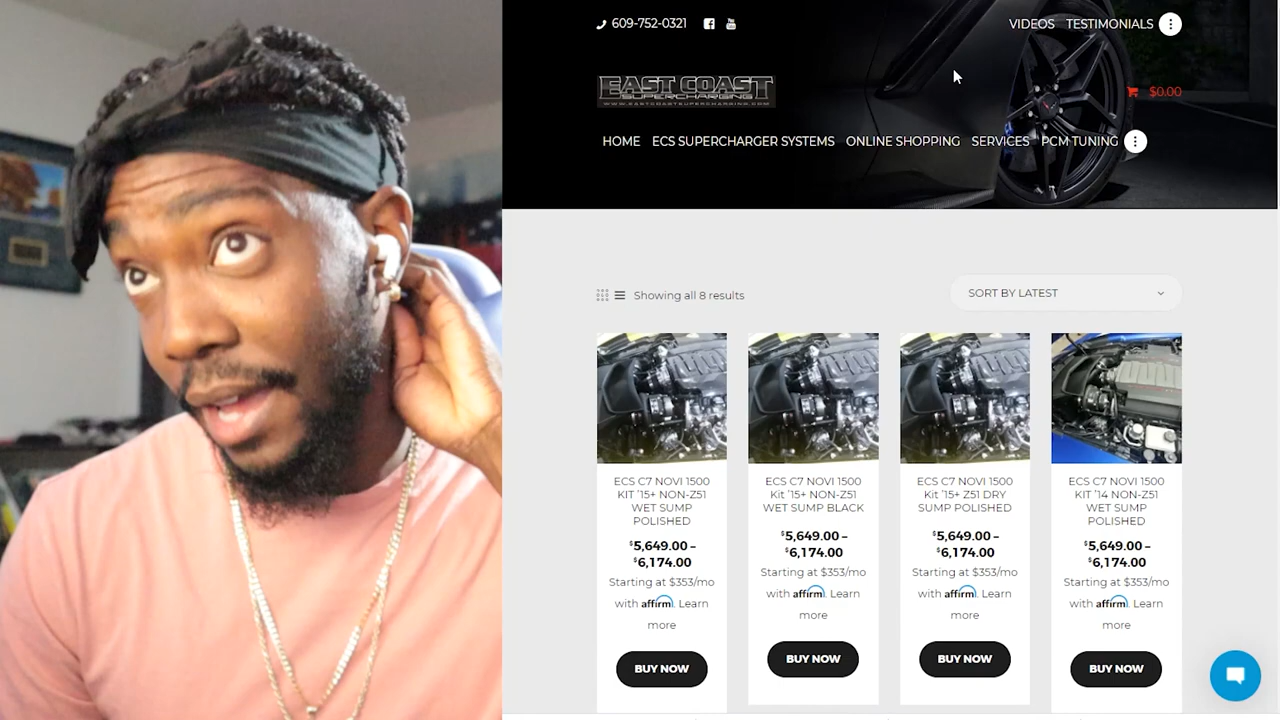 609-752-0321
VIDEOS TESTIMONIALS
EAST COAST
SUPERCHARGING
WWW.EASTCOASTSUPERCHARGING.COM
$0.00
HOME ECS SUPERCHARGER SYSTEMS ONLINE SHOPPING SERVICES PCM TUNING
Showing all 8 results
SORT BY LATEST
ECS C7 NOVI 1500
KIT '15+ NON-Z51
WET SUMP
POLISHED
$5,649.00 –
$6,174.00
Starting at $353/mo
with affirm. Learn
more
BUY NOW
ECS C7 NOVI 1500
Kit '15+ NON-Z51
WET SUMP BLACK
$5,649.00 –
$6,174.00
Starting at $353/mo
with affirm. Learn
more
BUY NOW
ECS C7 NOVI 1500
Kit '15+ Z51 DRY
SUMP POLISHED
$5,649.00 –
$6,174.00
Starting at $353/mo
with affirm. Learn
more
BUY NOW
ECS C7 NOVI 1500
KIT '14 NON-Z51
WET SUMP
POLISHED
$5,649.00 –
$6,174.00
Starting at $353/mo
with affirm. Learn
more
BUY NOW